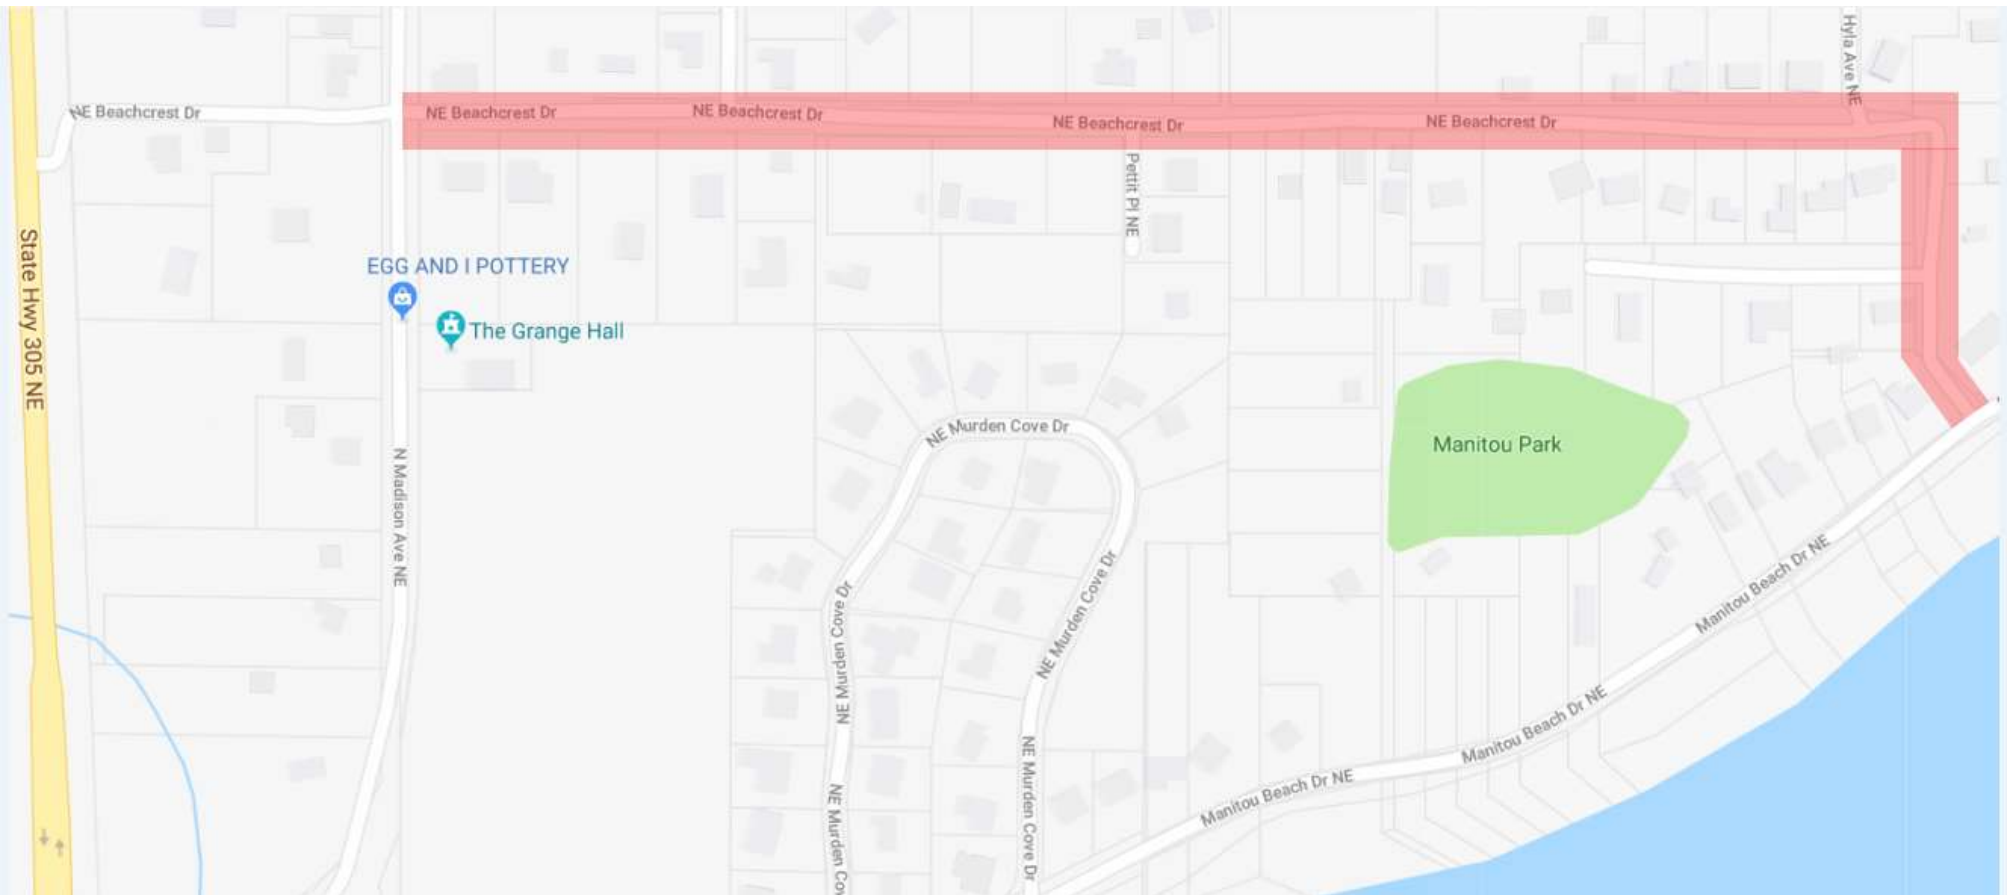 Hyla Ave NE
NE Beachcrest Dr
NE Beachcrest Dr
NE Beachcrest Dr
NE Beachcrest Dr
NE Beachcrest Dr
Pettit Pl NE
State Hwy 305 NE
EGG AND I POTTERY
The Grange Hall
NE Murden Cove Dr
Manitou Park
N Madison Ave NE
NE Murden Cove Dr
NE Murden Cove Dr
Manitou Beach Dr NE
NE Murden Cove Dr
Manitou Beach Dr NE
NE Murden Cov
NE Murden Cove Dr
Manitou Beach Dr NE